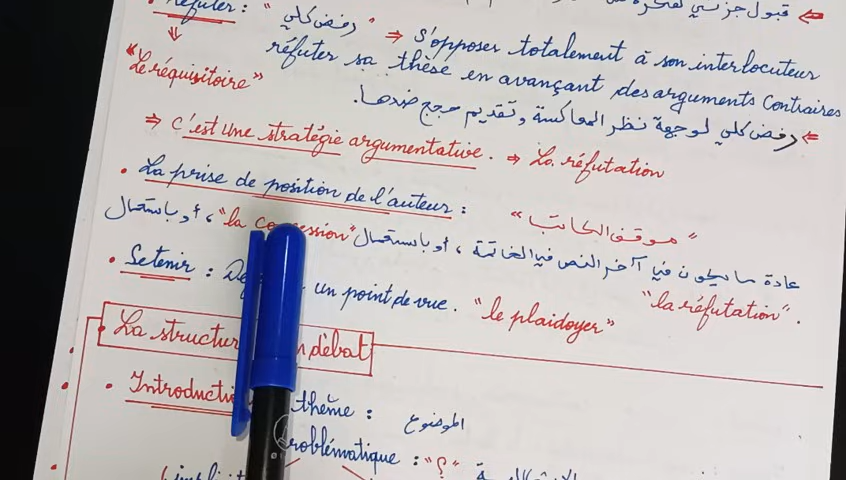 ⇐ قبول جزئي لفكرة
• Réfuter : "رفض كلي" ⇒ S'opposer totalement à son interlocuteur
⇓
"Le réquisitoire"
réfuter sa thèse en avançant des arguments contraires
⇐ رفض كلي لوجهة نظر المعاكسة وتقديم حجج ضدها.
⇒ C'est une stratégie argumentative. ⇒ La réfutation
• La prise de position de l'auteur : "موقف الكاتب"
عادة ما يكون في آخر النص في الخاتمة ، او باستعمال "la concession" ، أو باستعمال
"la réfutation".
• Setenir : un point de vue. "le plaidoyer"
La structure débat
• Introduction thème : الموضوع
Problématique : "؟" الإشكالية